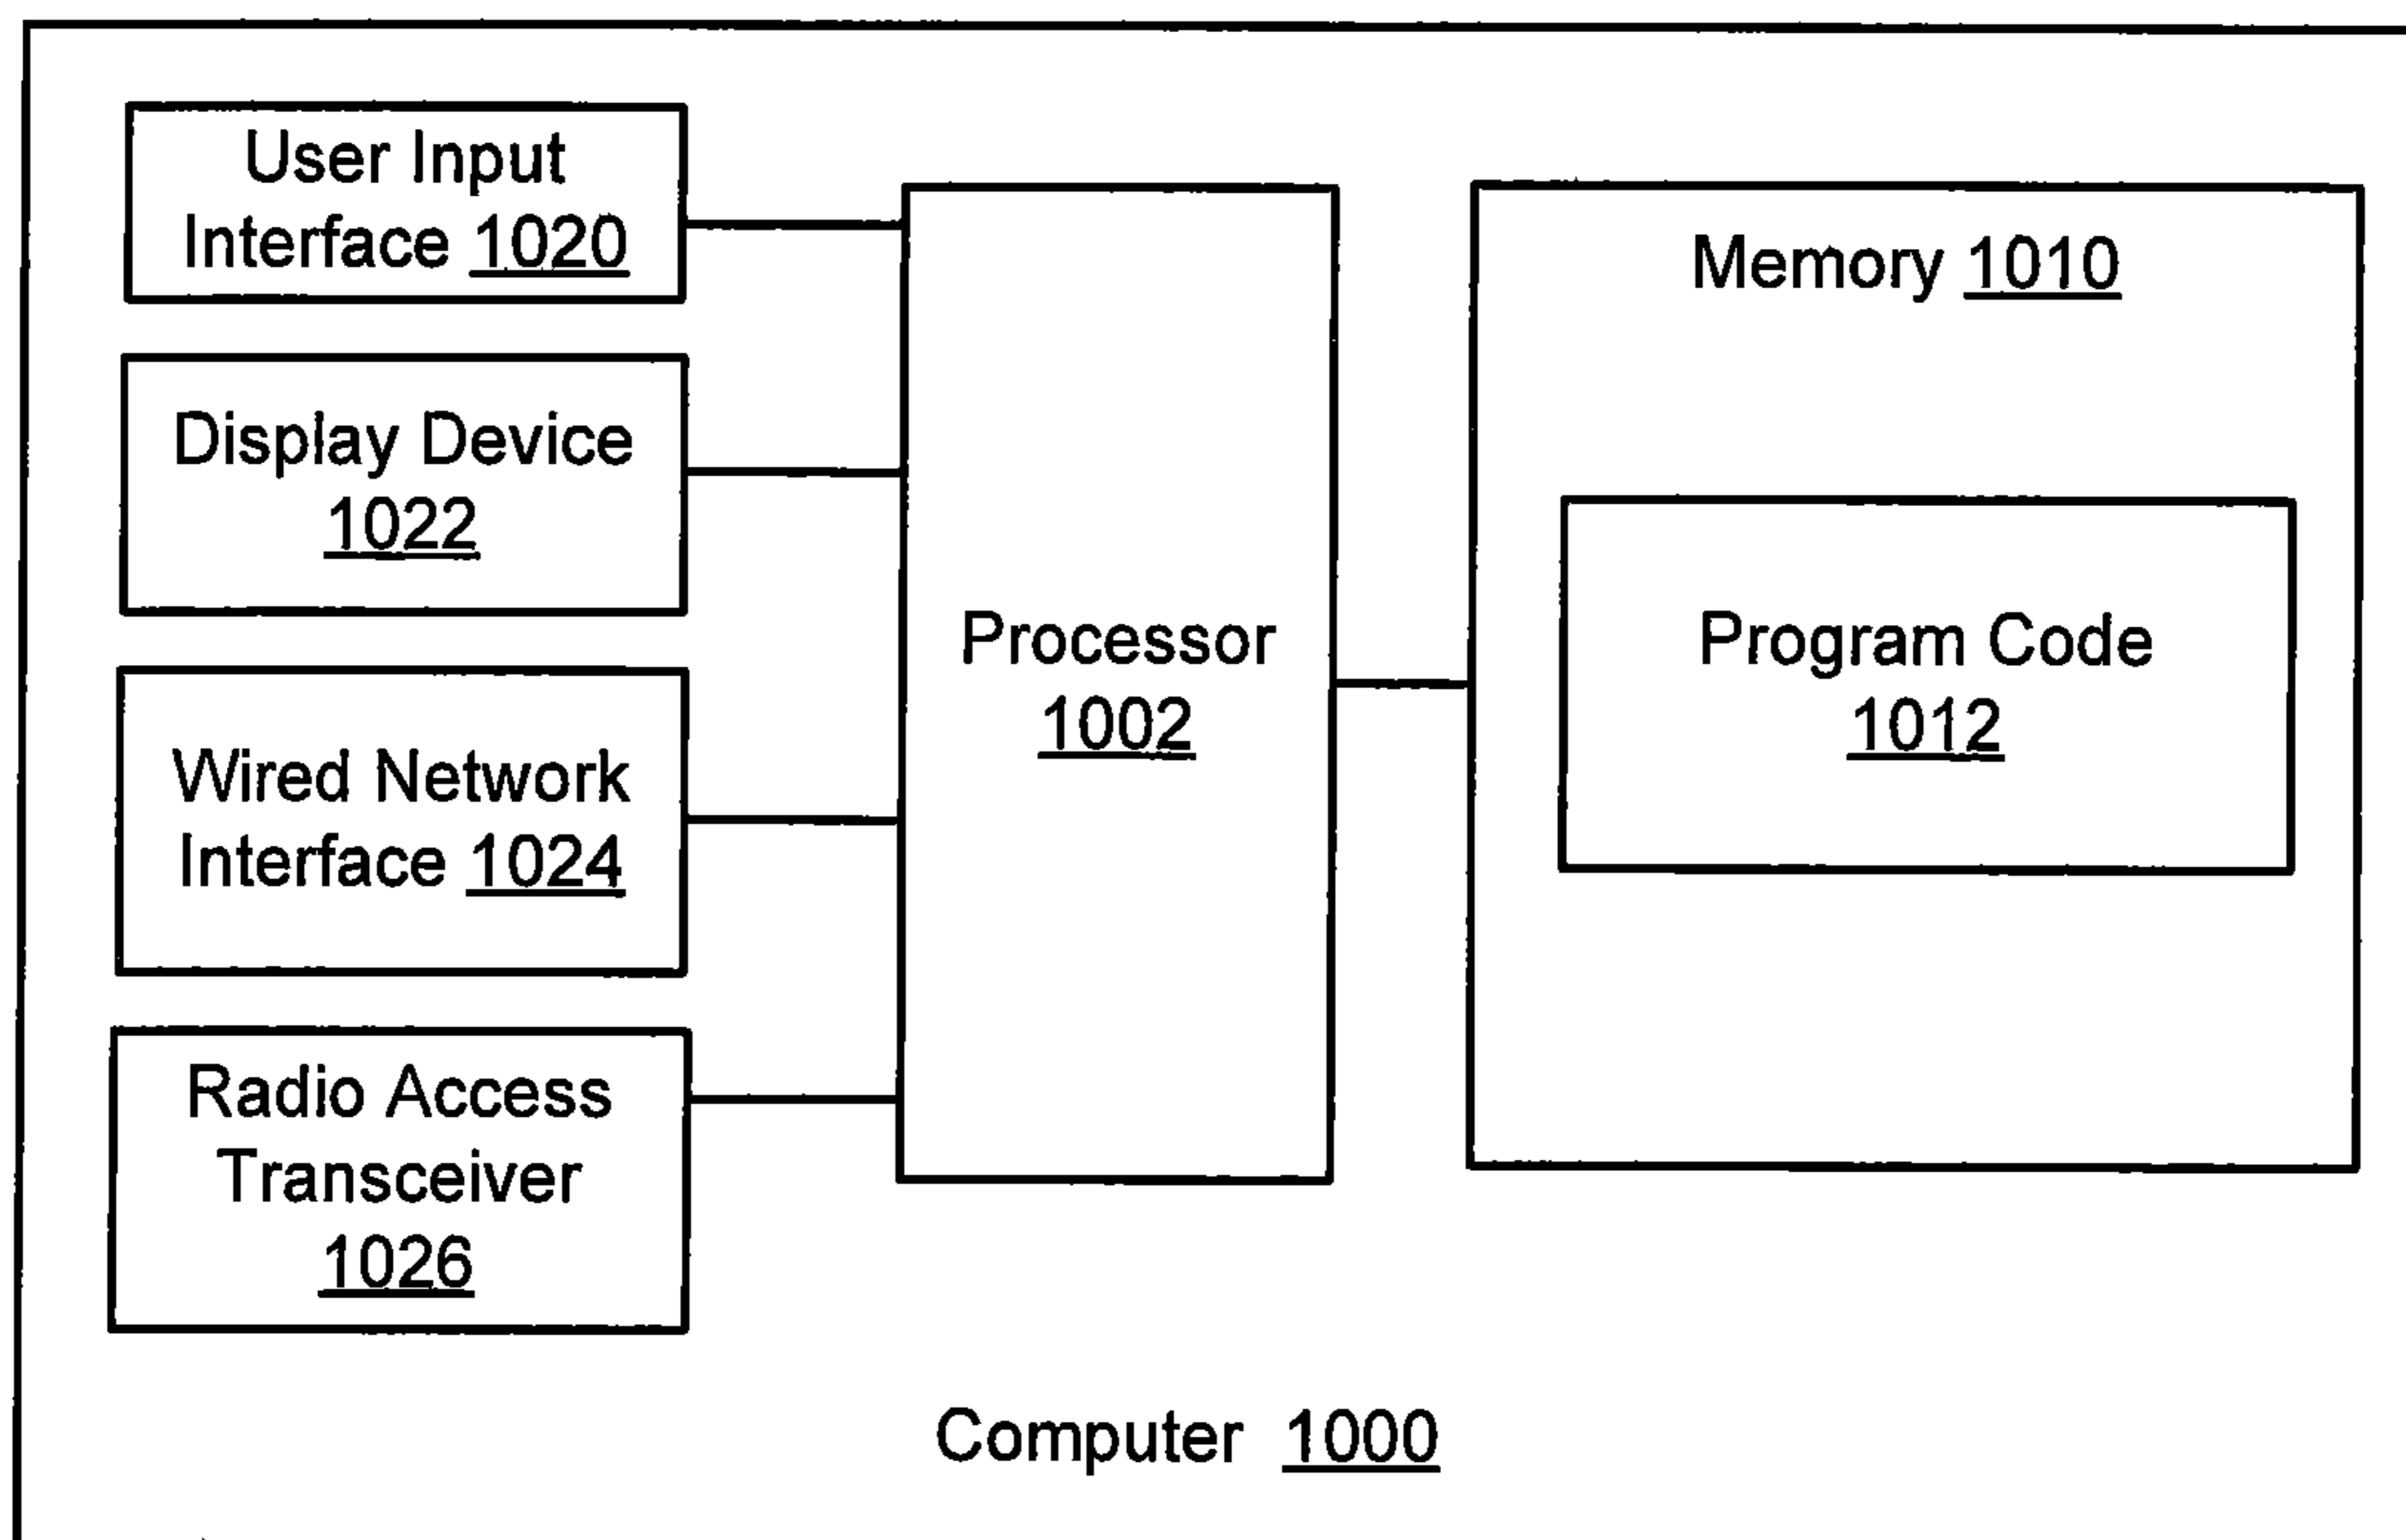 User Input
Interface 1020
Display Device
1022
Wired Network
Interface 1024
Radio Access
Transceiver
1026
Processor
1002
Memory 1010
Program Code
1012
Computer 1000